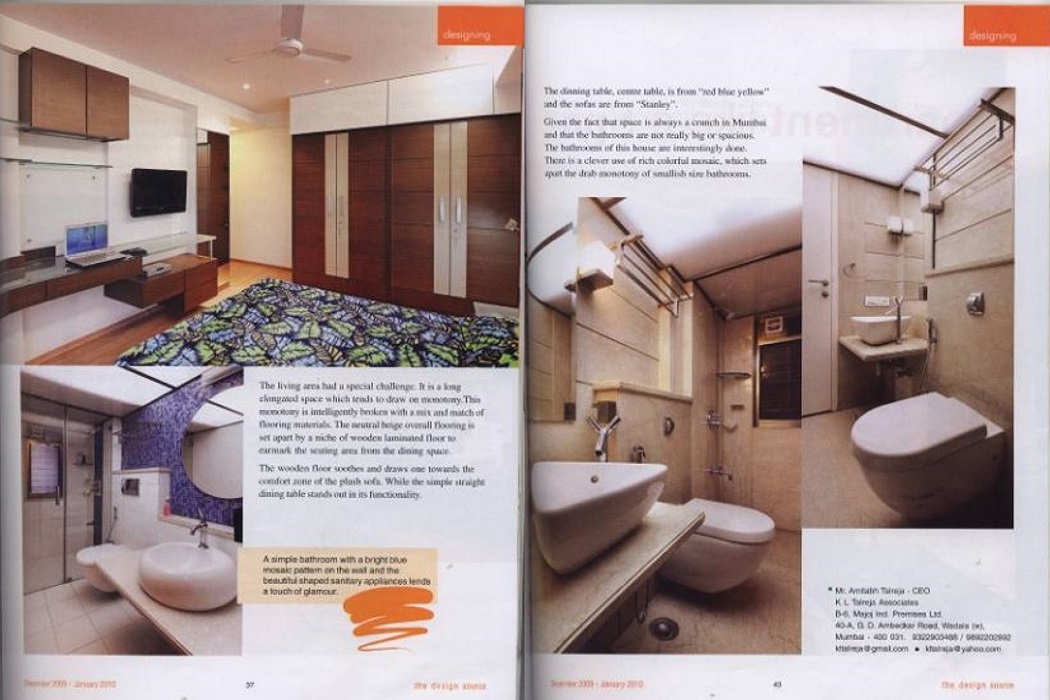 designing
The living area had a special challenge. It is a long
elongated space which tends to draw on monotony.This
monotony is intelligently broken with a mix and match of
flooring materials. The neutral beige overall flooring is
set apart by a niche of wooden laminated floor to
earmark the seating area from the dining space.
The wooden floor soothes and draws one towards the
comfort zone of the plush sofa. While the simple straight
dining table stands out in its functionality.
A simple bathroom with a bright blue
mosaic pattern on the wall and the
beautiful shaped sanitary appliances lends
a touch of glamour.
December 2009 - January 2010
the design source
designing
The dinning table, centre table, is from "red blue yellow"
and the sofas are from "Stanley".
Given the fact that space is always a crunch in Mumbai
and that the bathrooms are not really big or spacious.
The bathrooms of this house are interestingly done.
There is a clever use of rich colorful mosaic, which sets
apart the drab monotony of smallish size bathrooms.
* Mr. Amitabh Talreja - CEO
K L Talreja Associates
B-6, Majoj Ind. Premises Ltd.
40-A, G. D. Ambedkar Road, Wadala (w),
Mumbai - 400 031.
kltalreja@gmail.com ● kltalreja@yahoo.com
December 2009 - January 2010
43
the design source